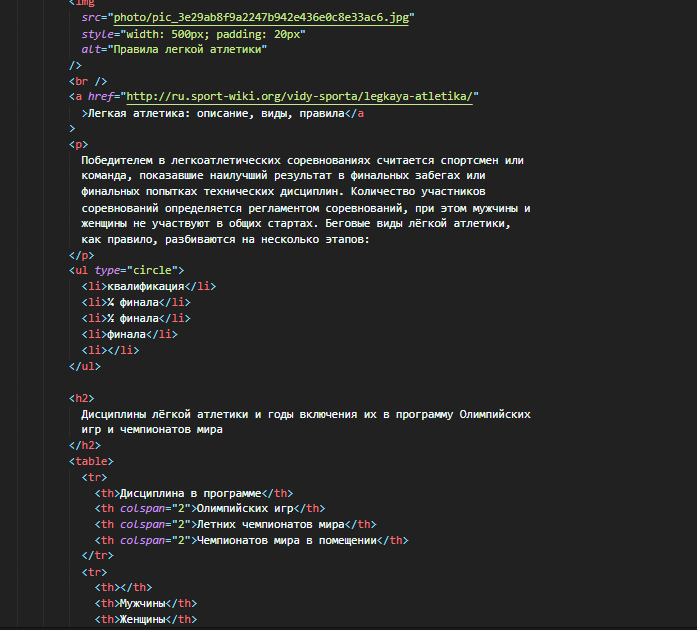 <img
src="photo/pic_3e29ab8f9a2247b942e436e0c8e33ac6.jpg"
style="width: 500px; padding: 20px"
alt="Правила легкой атлетики"
/>
<br />
<a href="http://ru.sport-wiki.org/vidy-sporta/legkaya-atletika/"
>Легкая атлетика: описание, виды, правила</a
>
<p>
Победителем в легкоатлетических соревнованиях считается спортсмен или
команда, показавшие наилучший результат в финальных забегах или
финальных попытках технических дисциплин. Количество участников
соревнований определяется регламентом соревнований, при этом мужчины и
женщины не участвуют в общих стартах. Беговые виды лёгкой атлетики,
как правило, разбиваются на несколько этапов:
</p>
<ul type="circle">
<li>квалификация</li>
<li>% финала</li>
<li>% финала</li>
<li>финала</li>
<li></li>
</ul>
<h2>
Дисциплины лёгкой атлетики и годы включения их в программу Олимпийских
игр и чемпионатов мира
</h2>
<table>
<tr>
<th>Дисциплина в программе</th>
<th colspan="2">Олимпийских игр</th>
<th colspan="2">Летних чемпионатов мира</th>
<th colspan="2">Чемпионатов мира в помещении</th>
</tr>
<tr>
<th></th>
<th>Мужчины</th>
<th>Женщины</th>